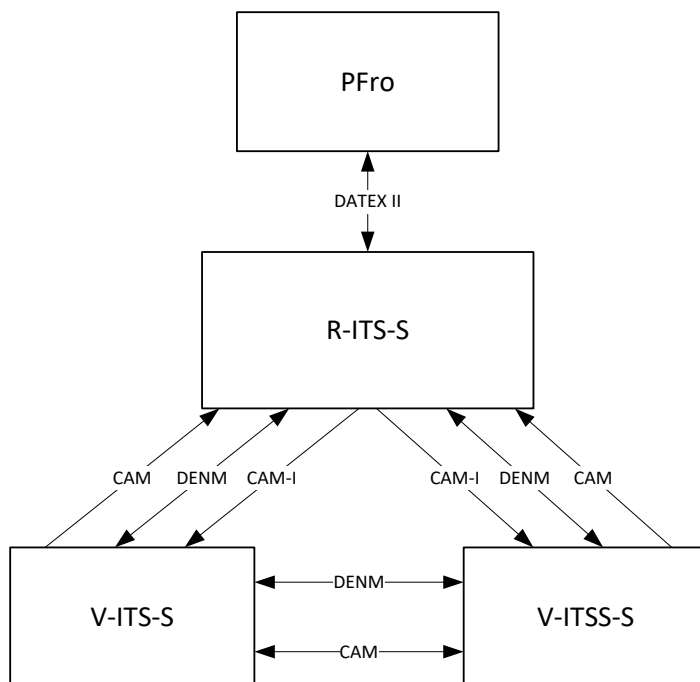 PFro
DATEX II
R-ITS-S
CAM DENM CAM-I CAM-I DENM CAM
DENM
V-ITS-S V-ITSS-S
CAM